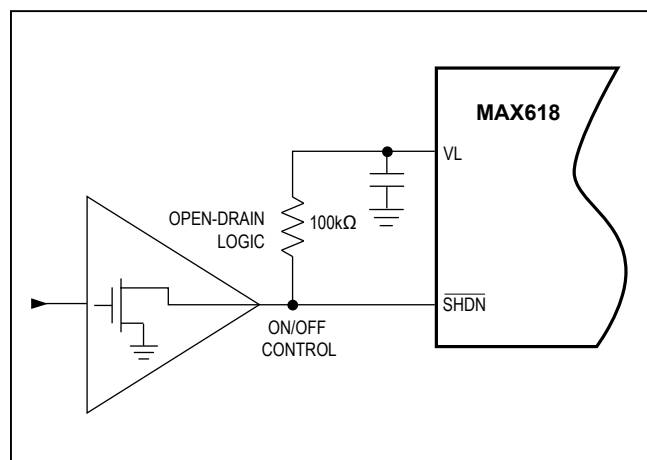 MAX618
VL
OPEN-DRAIN
LOGIC
100kΩ
SHDN
ON/OFF
CONTROL